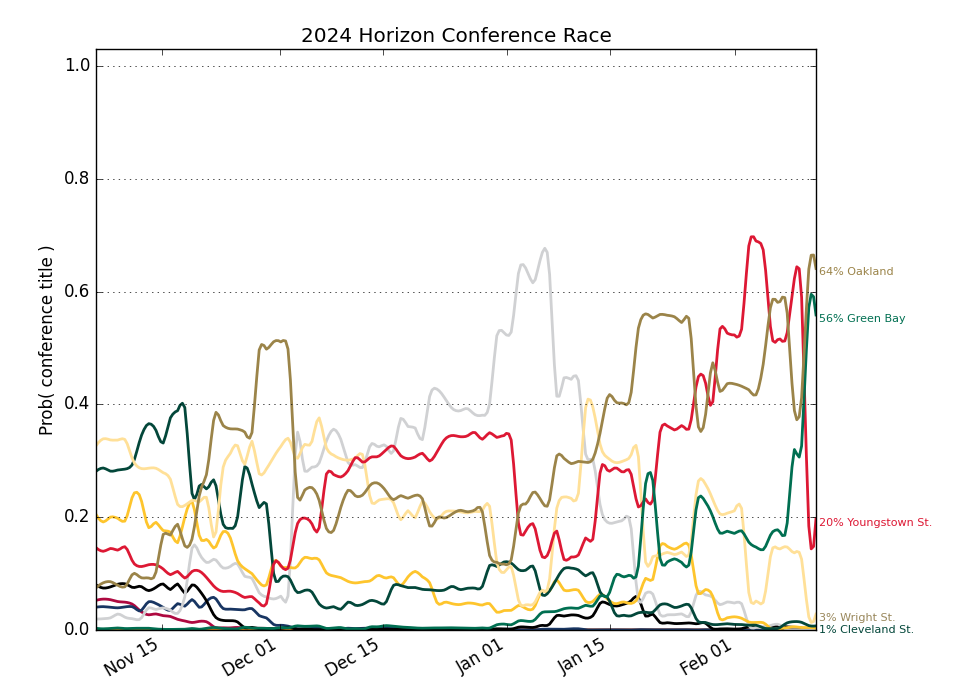 2024 Horizon Conference Race
Prob( conference title )
1.0
0.8
0.6
0.4
0.2
0.0
64% Oakland
56% Green Bay
20% Youngstown St.
3% Wright St.
1% Cleveland St.
Nov 15
Dec 01
Dec 15
Jan 01
Jan 15
Feb 01